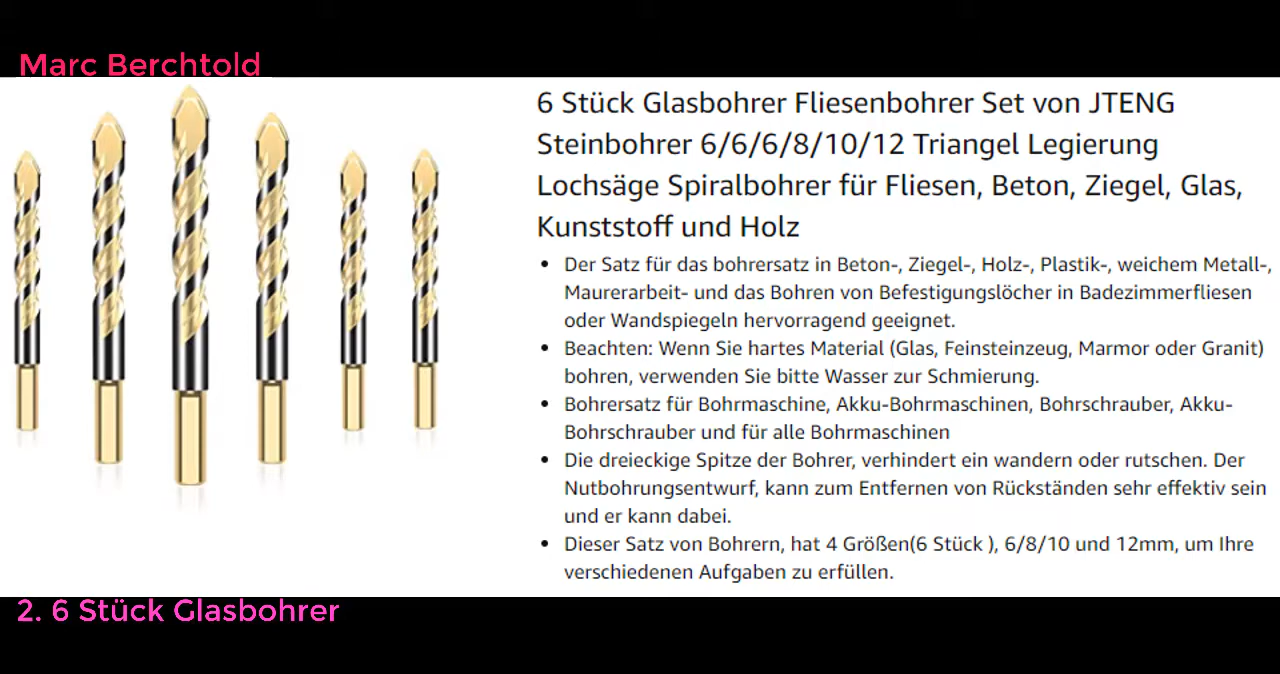 Marc Berchtold
6 Stück Glasbohrer Fliesenbohrer Set von JTENG
Steinbohrer 6/6/6/8/10/12 Triangel Legierung
Lochsäge Spiralbohrer für Fliesen, Beton, Ziegel, Glas,
Kunststoff und Holz
• Der Satz für das bohrersatz in Beton-, Ziegel-, Holz-, Plastik-, weichem Metall-,
Maurerarbeit- und das Bohren von Befestigungslöcher in Badezimmerfliesen
oder Wandspiegeln hervorragend geeignet.
• Beachten: Wenn Sie hartes Material (Glas, Feinsteinzeug, Marmor oder Granit)
bohren, verwenden Sie bitte Wasser zur Schmierung.
• Bohrersatz für Bohrmaschine, Akku-Bohrmaschinen, Bohrschrauber, Akku-
Bohrschrauber und für alle Bohrmaschinen
• Die dreieckige Spitze der Bohrer, verhindert ein wandern oder rutschen. Der
Nutbohrungsentwurf, kann zum Entfernen von Rückständen sehr effektiv sein
und er kann dabei.
• Dieser Satz von Bohrern, hat 4 Größen(6 Stück ), 6/8/10 und 12mm, um Ihre
verschiedenen Aufgaben zu erfüllen.
2. 6 Stück Glasbohrer